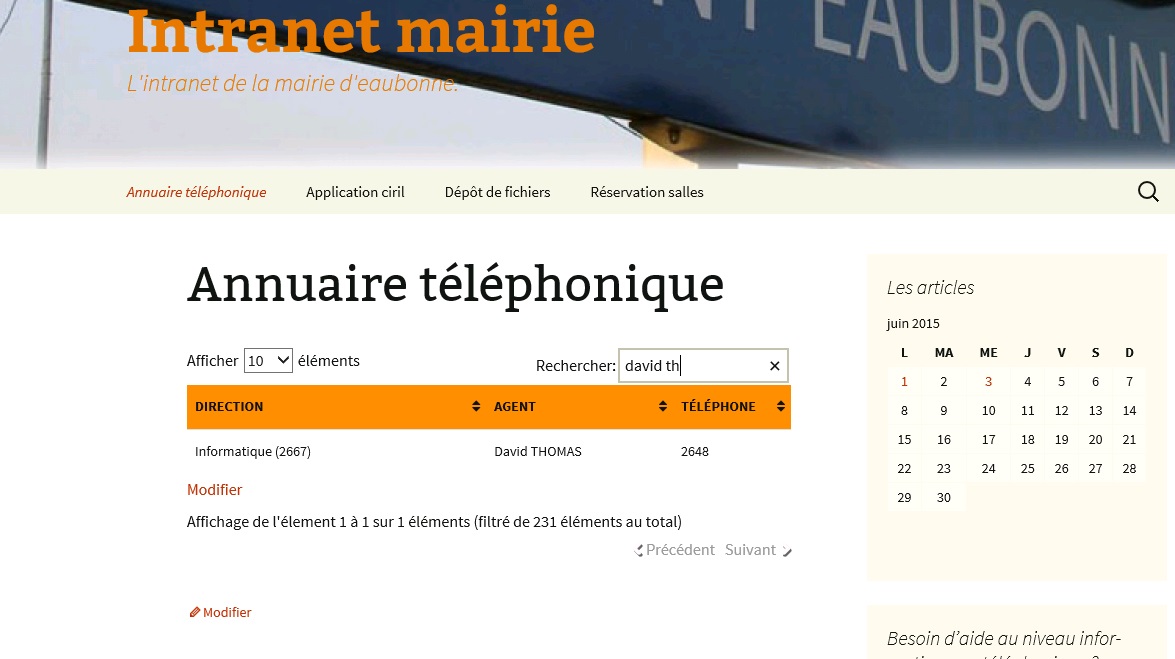 Intranet mairie
EAUBONN
L'intranet de la mairie d'eaubonne.
Annuaire téléphonique Application ciril Dépôt de fichiers Réservation salles
Annuaire téléphonique
Afficher 10 éléments Rechercher: david th ✕
DIRECTION AGENT TÉLÉPHONE
Informatique (2667) David THOMAS 2648
Modifier
Affichage de l'élement 1 à 1 sur 1 éléments (filtré de 231 éléments au total)
Précédent Suivant
Modifier
Les articles
juin 2015
L MA ME J V S D
1 2 3 4 5 6 7
8 9 10 11 12 13 14
15 16 17 18 19 20 21
22 23 24 25 26 27 28
29 30
Besoin d’aide au niveau infor-